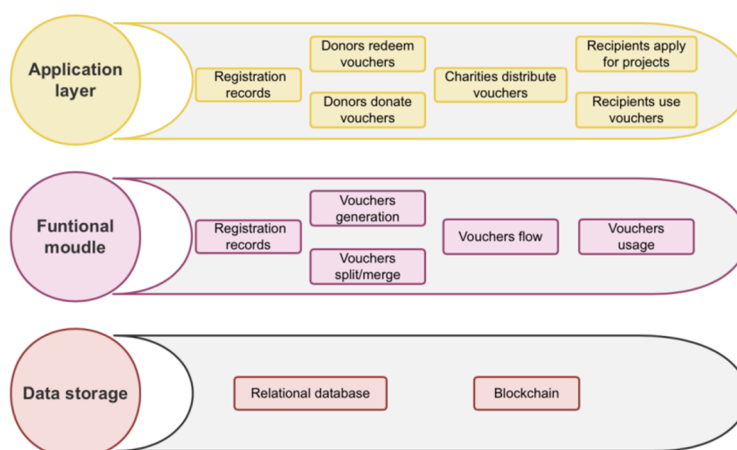 Application
layer
Registration
records
Donors redeem
vouchers
Donors donate
vouchers
Charities distribute
vouchers
Recipients apply
for projects
Recipients use
vouchers
Funtional
moudle
Registration
records
Vouchers
generation
Vouchers
split/merge
Vouchers flow
Vouchers
usage
Data storage
Relational database
Blockchain